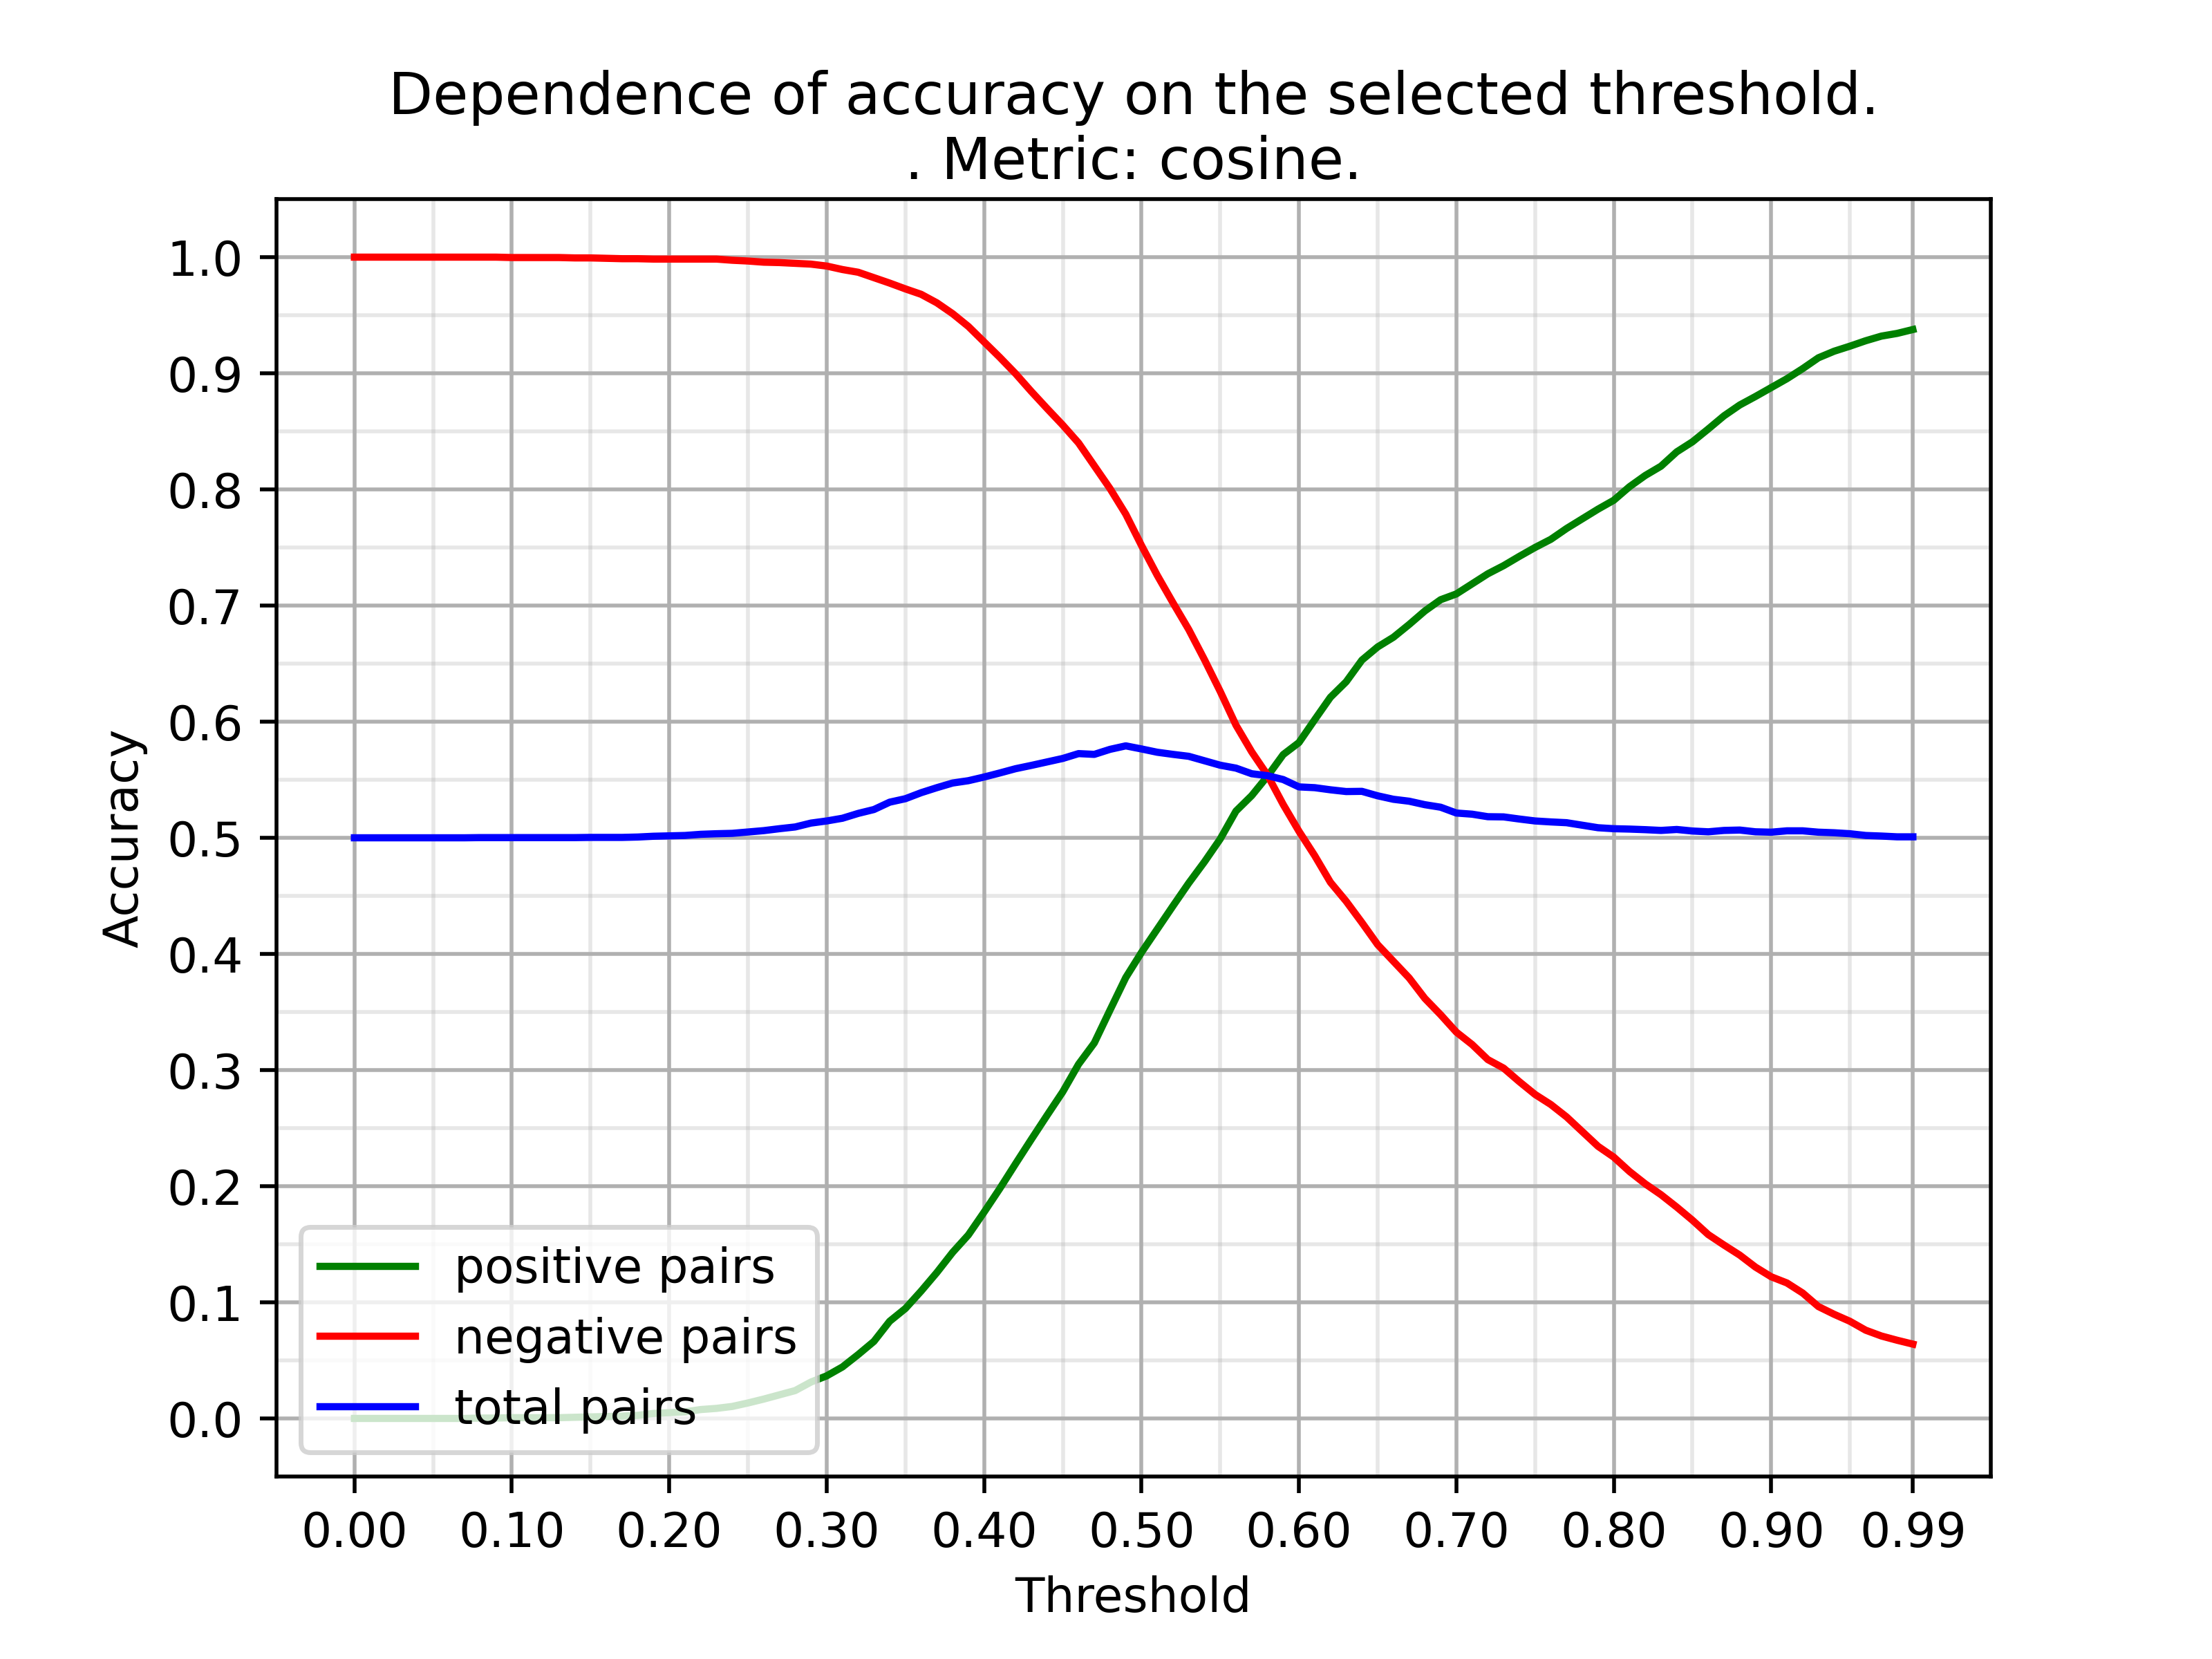 Dependence of accuracy on the selected threshold.
. Metric: cosine.
Accuracy
1.0
0.9
0.8
0.7
0.6
0.5
0.4
0.3
0.2
0.1
0.0
positive pairs
negative pairs
total pairs
0.00 0.10 0.20 0.30 0.40 0.50 0.60 0.70 0.80 0.90 0.99
Threshold